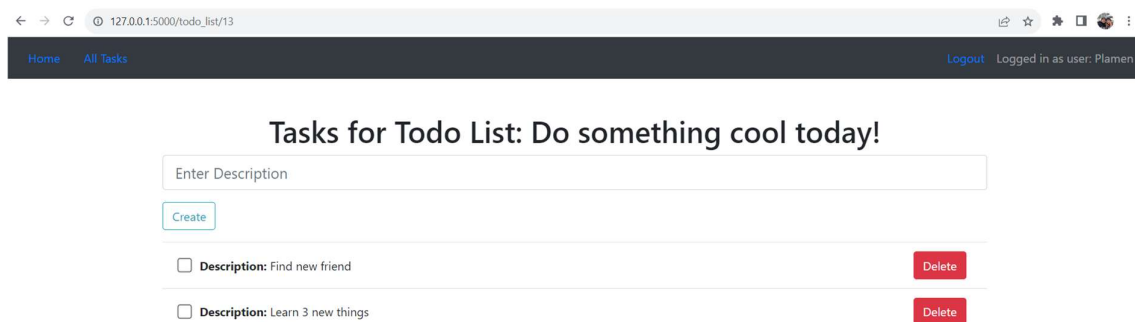 127.0.0.1:5000/todo_list/13
Home All Tasks Logout Logged in as user: Plamen
Tasks for Todo List: Do something cool today!
Enter Description
Create
Description: Find new friend Delete
Description: Learn 3 new things Delete